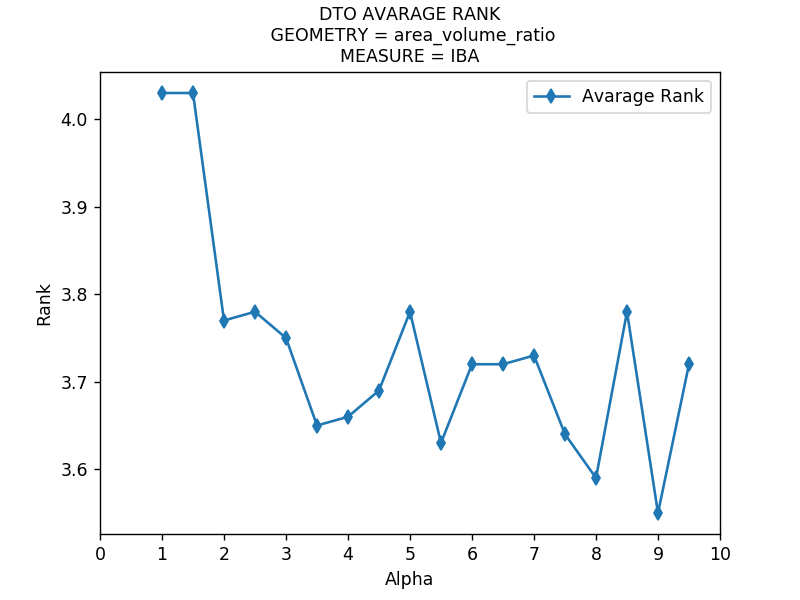 DTO AVARAGE RANK
GEOMETRY = area_volume_ratio
MEASURE = IBA
Avarage Rank
4.0
3.9
3.8
3.7
3.6
Rank
0 1 2 3 4 5 6 7 8 9 10
Alpha